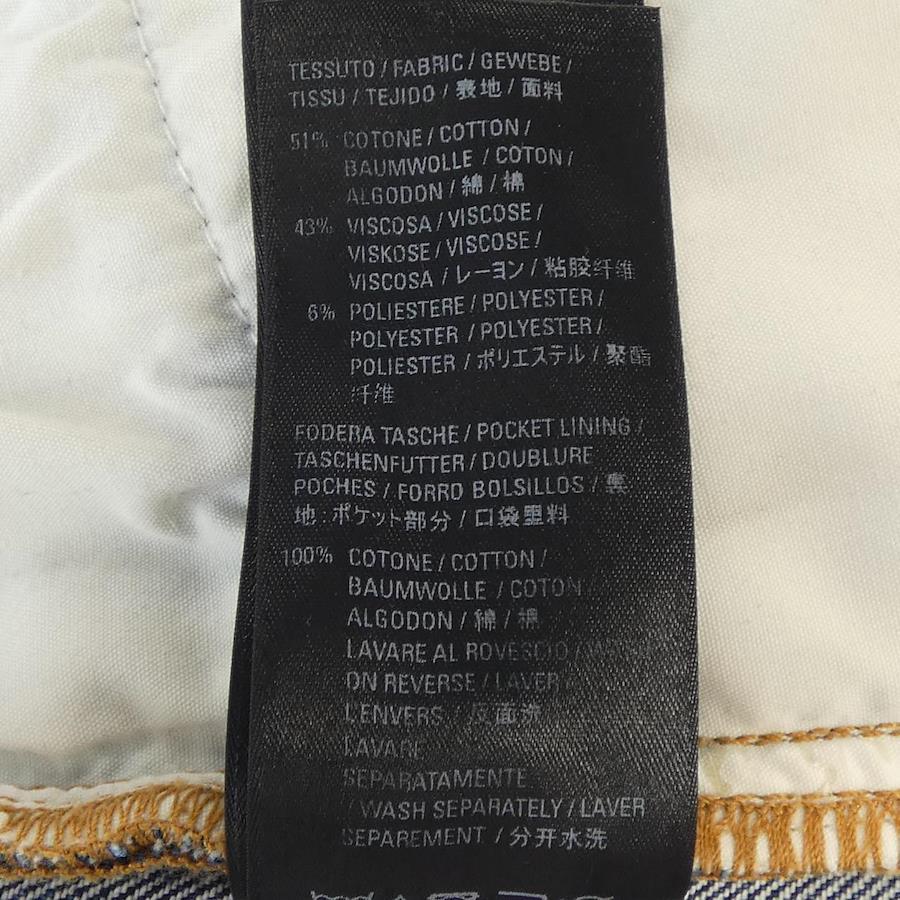 TESSUTO / FABRIC / GEWEBE /
TISSU / TEJIDO / 表地 / 面料
51% COTONE / COTTON /
BAUMWOLLE / COTON /
ALGODON / 綿 / 棉
43% VISCOSA / VISCOSE /
VISKOSE / VISCOSE /
VISCOSA / レーヨン / 粘胶纤维
6% POLIESTERE / POLYESTER /
POLYESTER / POLYESTER /
POLIESTER / ポリエステル / 聚酯
纤维
FODERA TASCHE / POCKET LINING /
TASCHENFUTTER / DOUBLURE
POCHES / FORRO BOLSILLOS / 裏
地:ポケット部分 / 口袋里料
100% COTONE / COTTON /
BAUMWOLLE / COTON /
ALGODON / 綿 / 棉
LAVARE AL ROVESCIO /
ON REVERSE / LAVER
L'ENVERS / 反面洗
LAVARE
SEPARATAMENTE
/ WASH SEPARATELY / LAVER
SEPAREMENT / 分开水洗